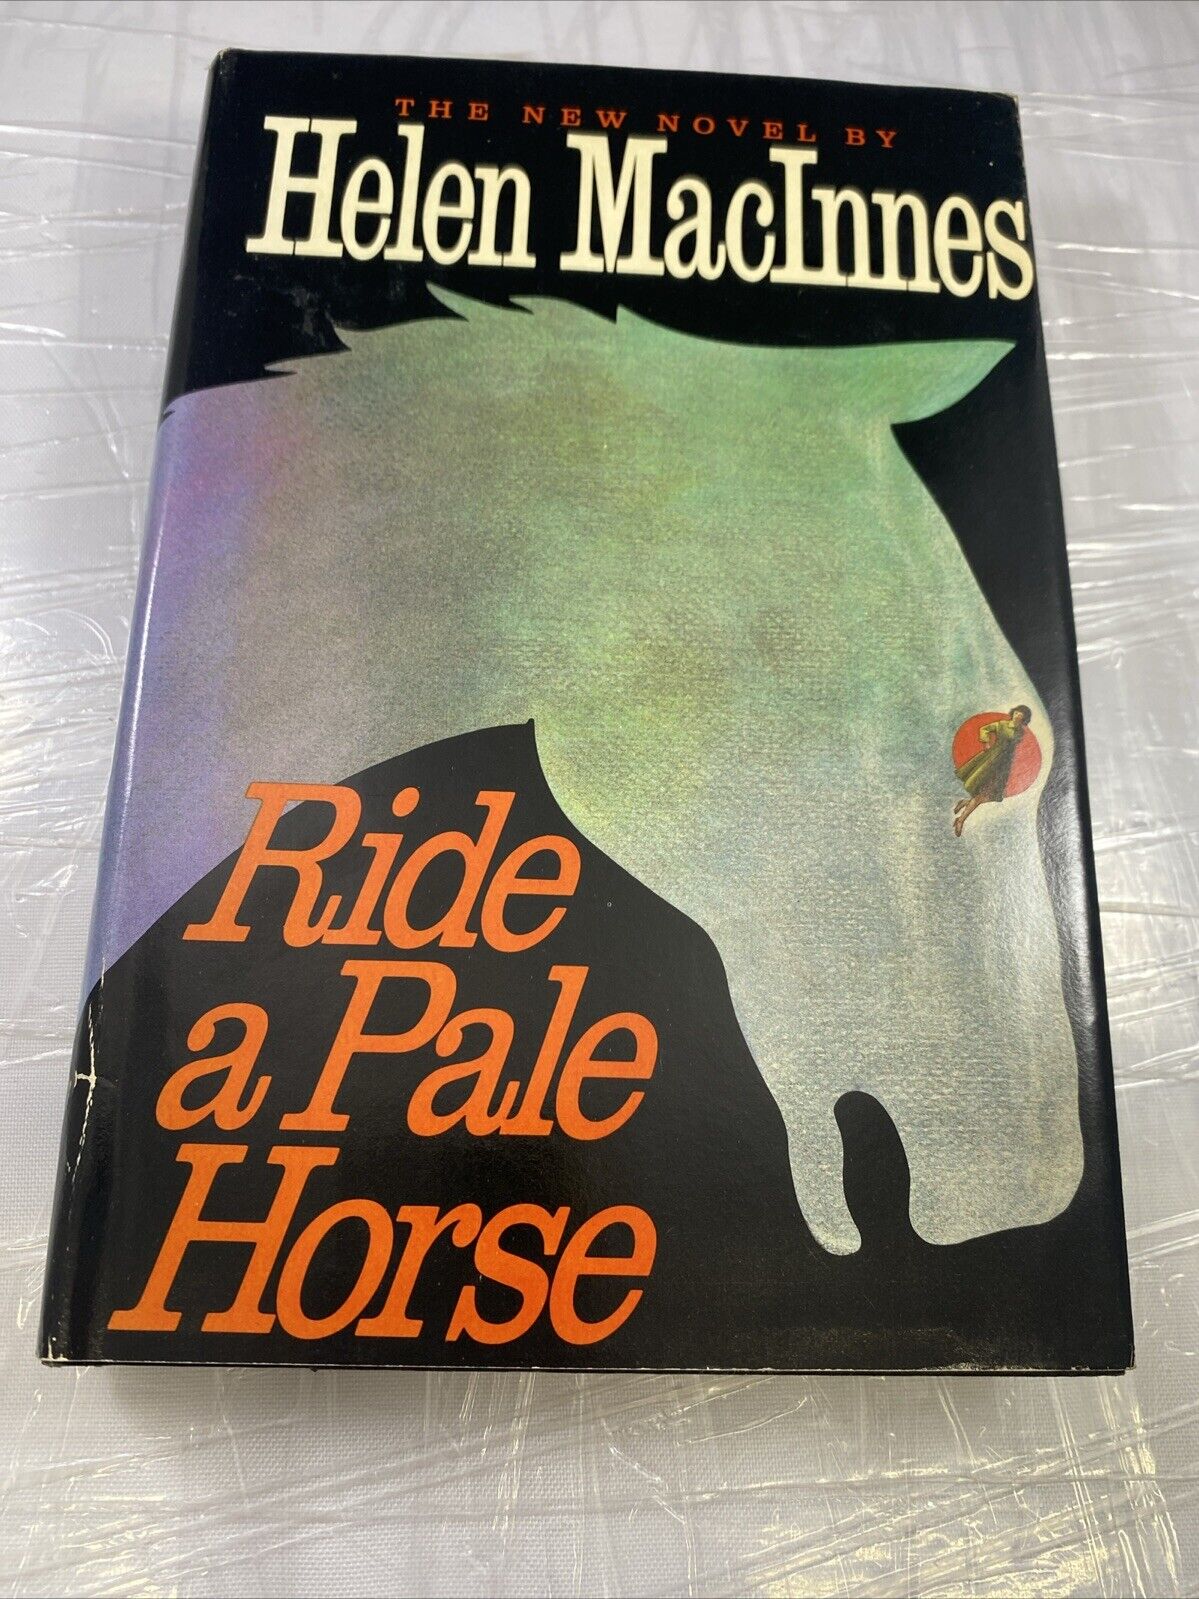 THE NEW NOVEL BY
Helen MacInnes
Ride
a Pale
Horse